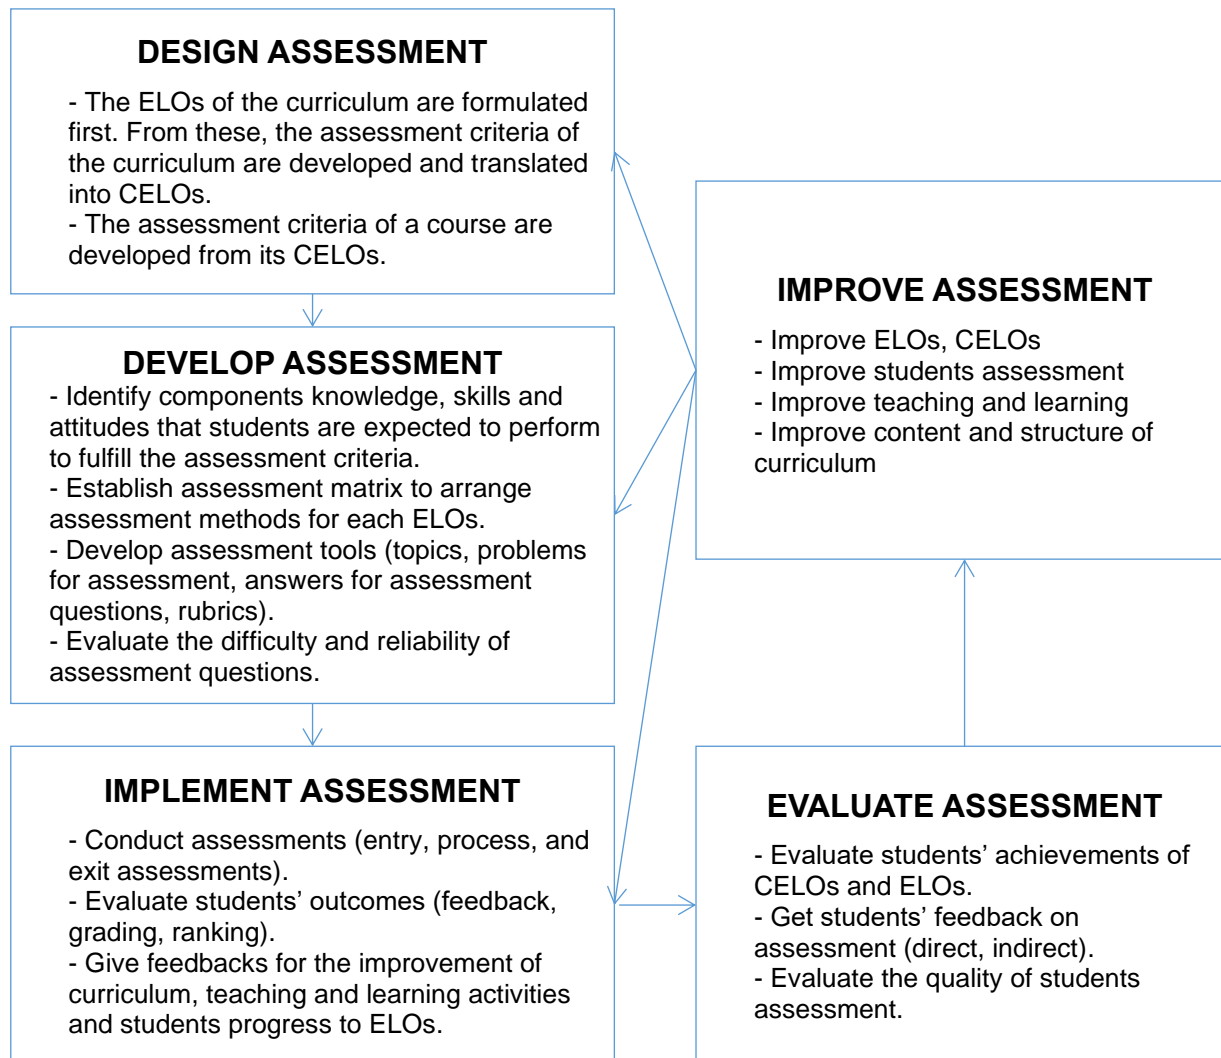 DESIGN ASSESSMENT
- The ELOs of the curriculum are formulated
first. From these, the assessment criteria of
the curriculum are developed and translated
into CELOs.
- The assessment criteria of a course are
developed from its CELOs.
DEVELOP ASSESSMENT
- Identify components knowledge, skills and
attitudes that students are expected to perform
to fulfill the assessment criteria.
- Establish assessment matrix to arrange
assessment methods for each ELOs.
- Develop assessment tools (topics, problems
for assessment, answers for assessment
questions, rubrics).
- Evaluate the difficulty and reliability of
assessment questions.
IMPLEMENT ASSESSMENT
- Conduct assessments (entry, process, and
exit assessments).
- Evaluate students’ outcomes (feedback,
grading, ranking).
- Give feedbacks for the improvement of
curriculum, teaching and learning activities
and students progress to ELOs.
IMPROVE ASSESSMENT
- Improve ELOs, CELOs
- Improve students assessment
- Improve teaching and learning
- Improve content and structure of
curriculum
EVALUATE ASSESSMENT
- Evaluate students’ achievements of
CELOs and ELOs.
- Get students’ feedback on
assessment (direct, indirect).
- Evaluate the quality of students
assessment.